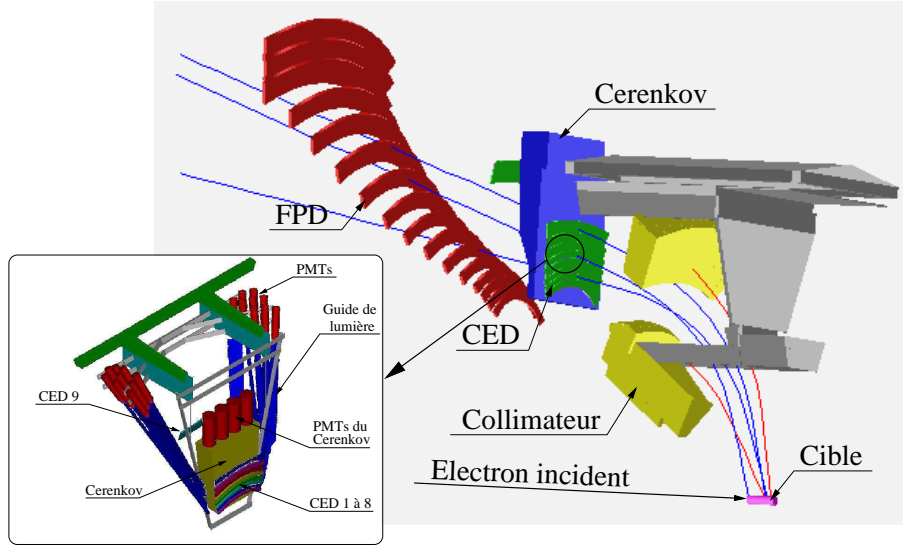 Cerenkov
FPD
CED
Collimateur
Electron incident
Cible
PMTs
Guide de
lumière
CED 9
PMTs du
Cerenkov
Cerenkov
CED 1 à 8